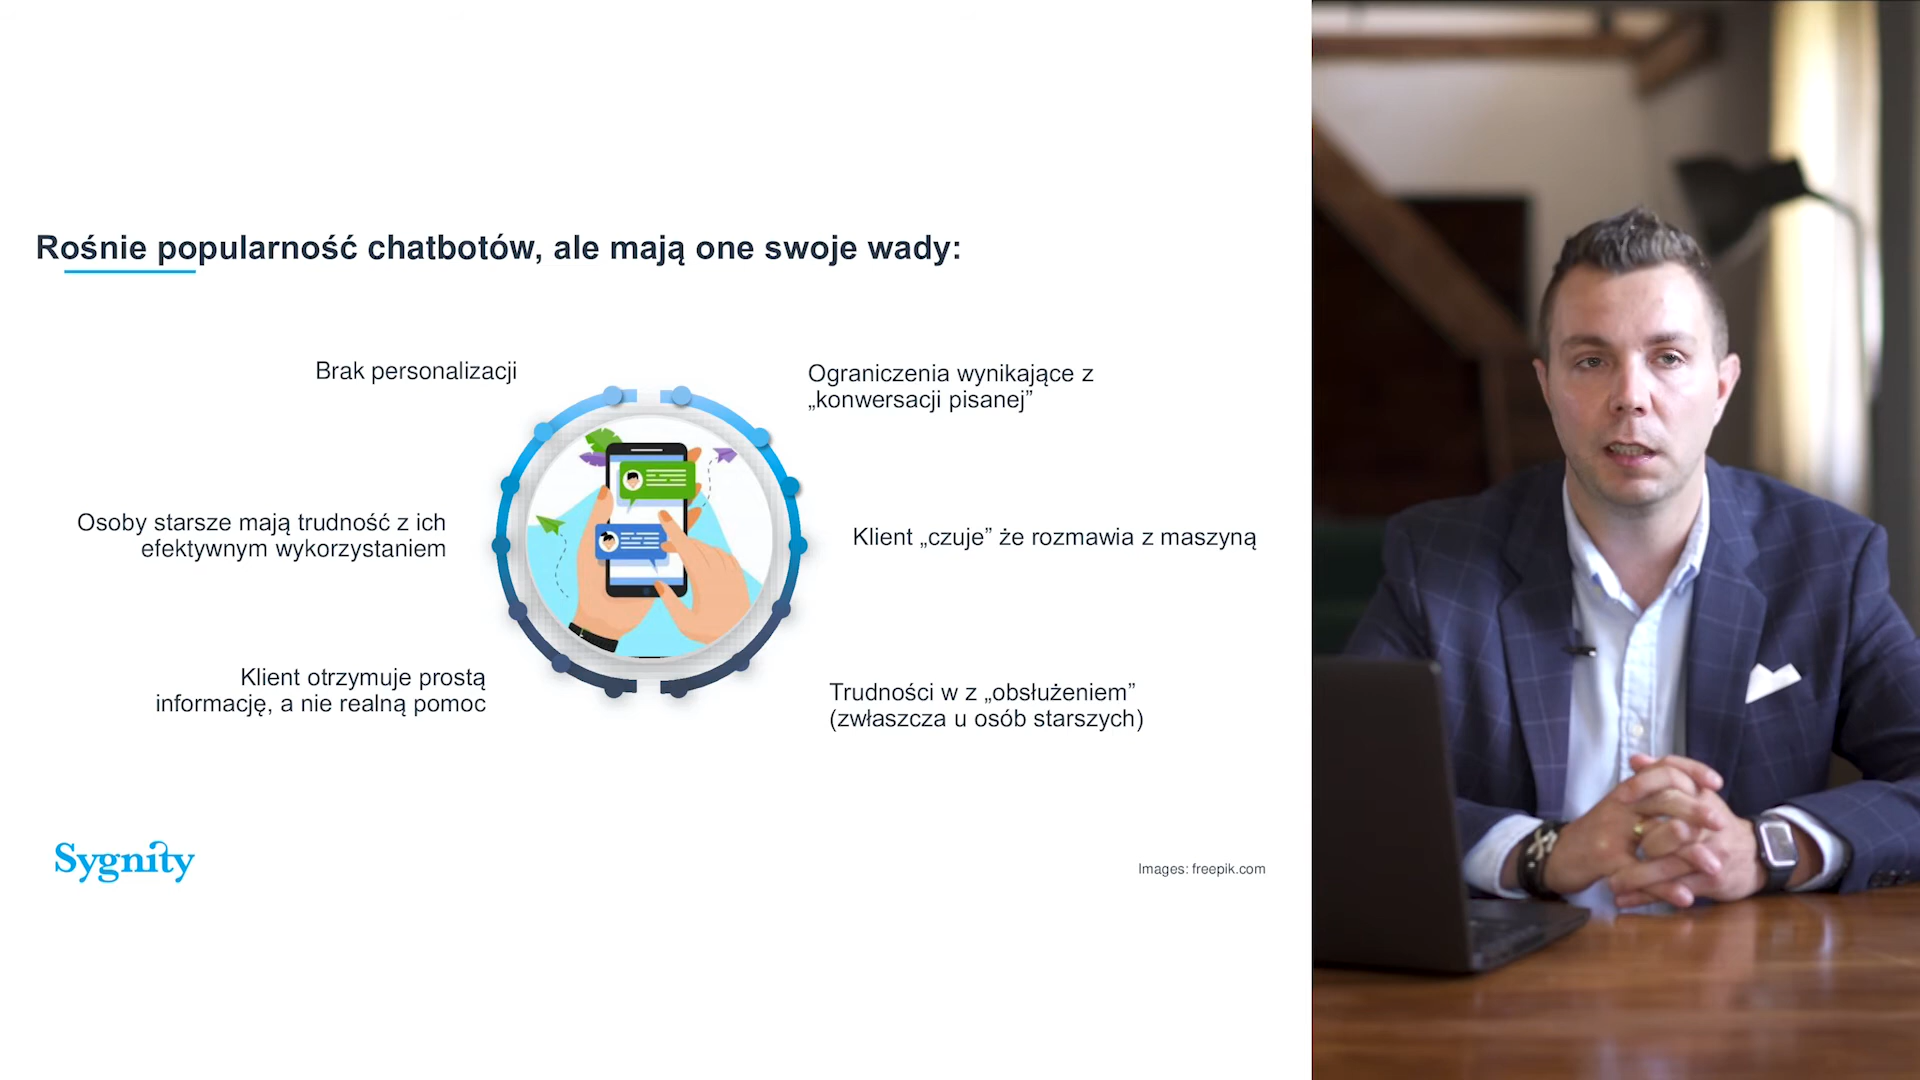 Rośnie popularność chatbotów, ale mają one swoje wady:
Brak personalizacji
Ograniczenia wynikające z
„konwersacji pisanej”
Osoby starsze mają trudność z ich
efektywnym wykorzystaniem
Klient „czuje” że rozmawia z maszyną
Klient otrzymuje prostą
informację, a nie realną pomoc
Trudności w z „obsłużeniem”
(zwłaszcza u osób starszych)
Sygnity
Images: freepik.com